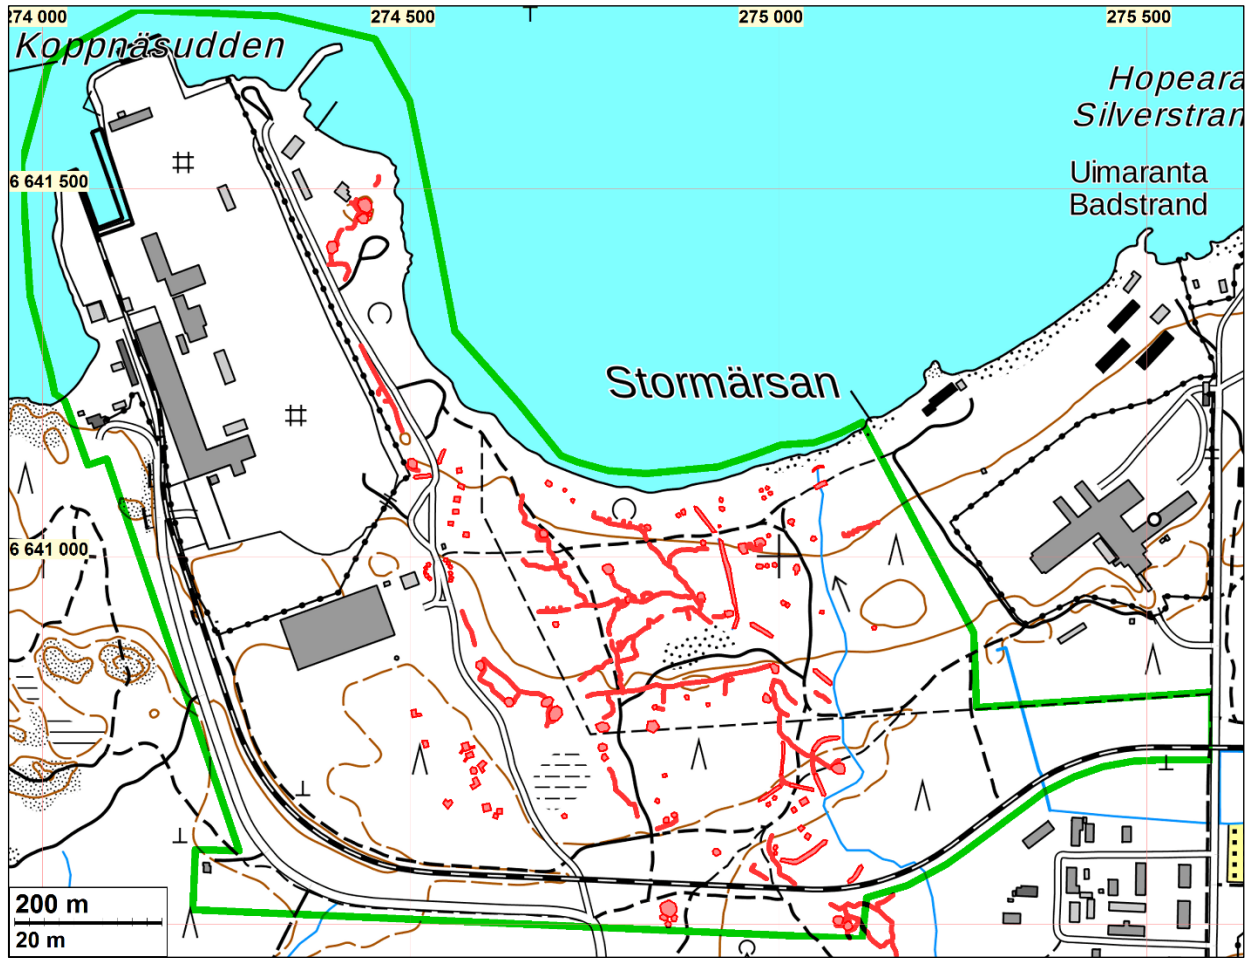 274 000
274 500
275 000
275 500
Koppnäsudden
Hopeara
Silverstran
Uimaranta
Badstrand
6 641 500
Stormärsan
6 641 000
200 m
20 m